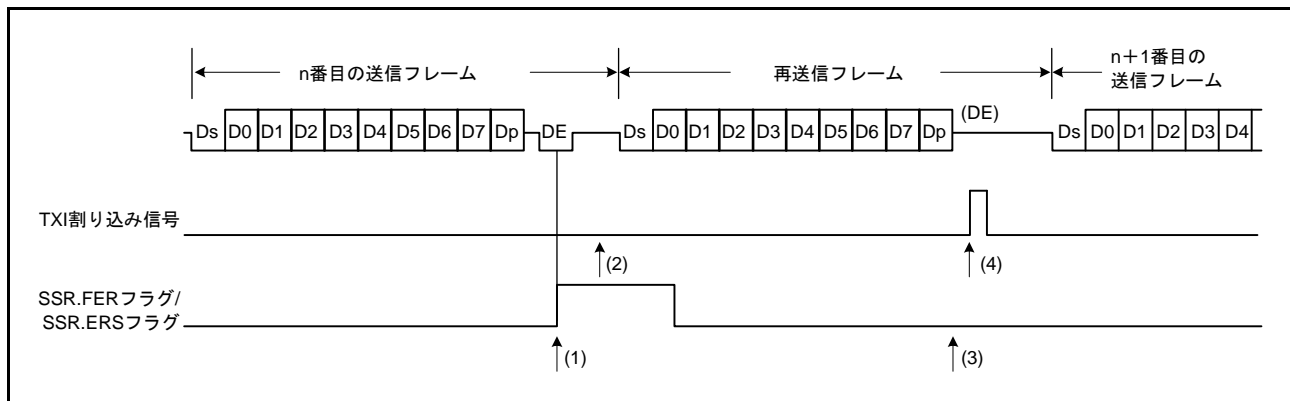 n番目の送信フレーム
再送信フレーム
n+1番目の
送信フレーム
Ds D0 D1 D2 D3 D4 D5 D6 D7 Dp DE Ds D0 D1 D2 D3 D4 D5 D6 D7 Dp (DE) Ds D0 D1 D2 D3 D4
TXI割り込み信号
(2) (4)
SSR.FERフラグ/
SSR.ERSフラグ
(1) (3)